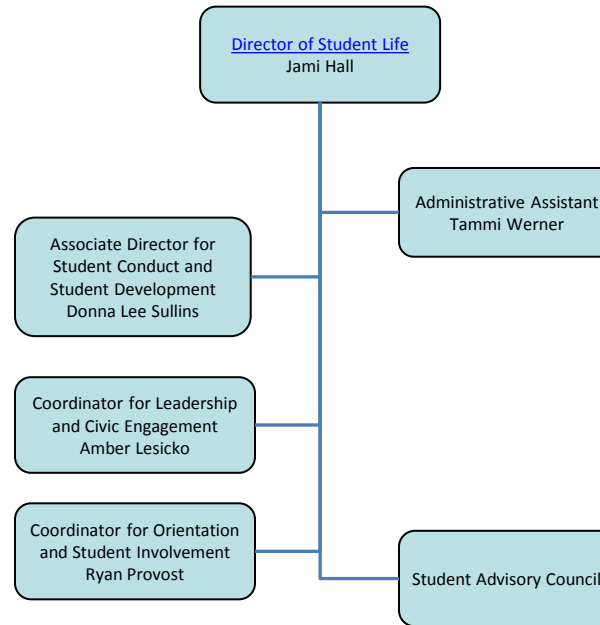 Director of Student Life
Jami Hall
Administrative Assistant
Tammi Werner
Associate Director for
Student Conduct and
Student Development
Donna Lee Sullins
Coordinator for Leadership
and Civic Engagement
Amber Lesicko
Coordinator for Orientation
and Student Involvement
Ryan Provost
Student Advisory Council